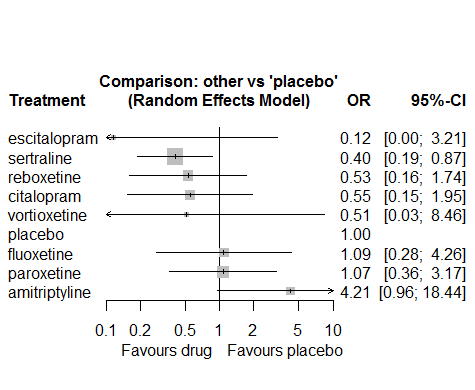 Comparison: other vs 'placebo'
Treatment (Random Effects Model) OR 95%-CI
escitalopram 0.12 [0.00; 3.21]
sertraline 0.40 [0.19; 0.87]
reboxetine 0.53 [0.16; 1.74]
citalopram 0.55 [0.15; 1.95]
vortioxetine 0.51 [0.03; 8.46]
placebo 1.00
fluoxetine 1.09 [0.28; 4.26]
paroxetine 1.07 [0.36; 3.17]
amitriptyline 4.21 [0.96; 18.44]
0.1 0.2 0.5 1 2 5 10
Favours drug Favours placebo